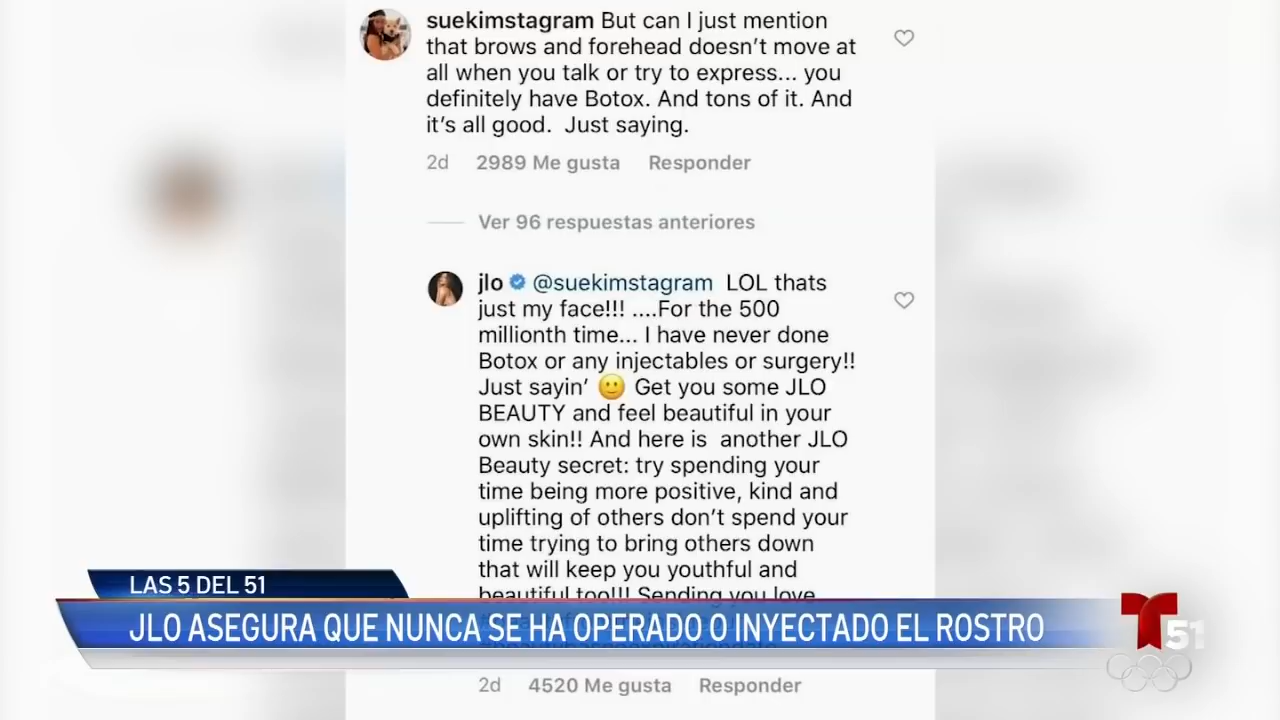 suekimstagram But can I just mention
that brows and forehead doesn't move at
all when you talk or try to express... you
definitely have Botox. And tons of it. And
it's all good.  Just saying.
2d 2989 Me gusta Responder
Ver 96 respuestas anteriores
jlo @suekimstagram LOL thats
just my face!!! ....For the 500
millionth time... I have never done
Botox or any injectables or surgery!!
Just sayin' 🙂 Get you some JLO
BEAUTY and feel beautiful in your
own skin!! And here is another JLO
Beauty secret: try spending your
time being more positive, kind and
uplifting of others don't spend your
time trying to bring others down
that will keep you youthful and
beautiful too!!! Sending you love
LAS 5 DEL 51
JLO ASEGURA QUE NUNCA SE HA OPERADO O INYECTADO EL ROSTRO
51
2d 4520 Me gusta Responder